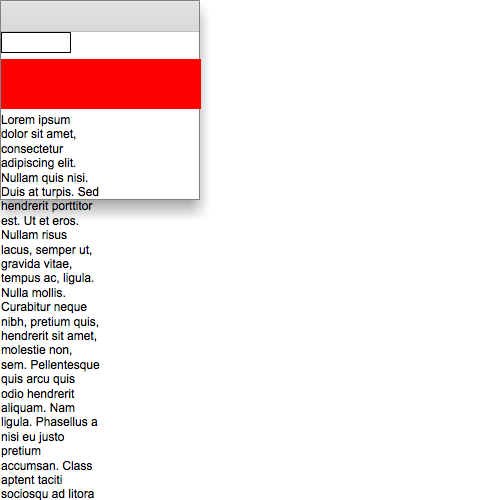 Lorem ipsum
dolor sit amet,
consectetur
adipiscing elit.
Nullam quis nisi.
Duis at turpis. Sed
hendrerit porttitor
est. Ut et eros.
Nullam risus
lacus, semper ut,
gravida vitae,
tempus ac, ligula.
Nulla mollis.
Curabitur neque
nibh, pretium quis,
hendrerit sit amet,
molestie non,
sem. Pellentesque
quis arcu quis
odio hendrerit
aliquam. Nam
ligula. Phasellus a
nisi eu justo
pretium
accumsan. Class
aptent taciti
sociosqu ad litora